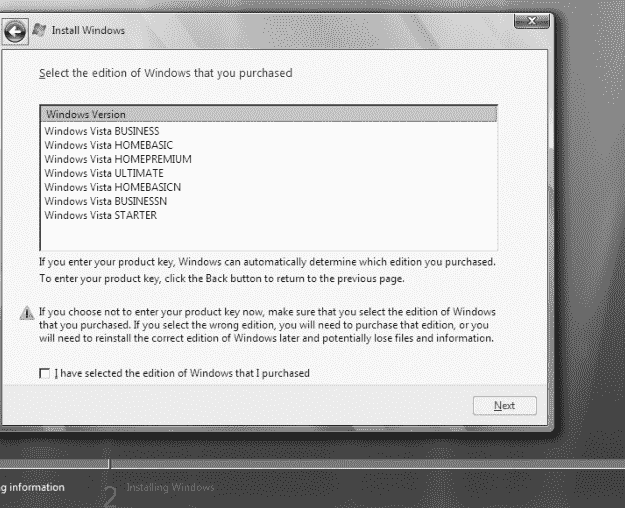 Install Windows
Select the edition of Windows that you purchased
Windows Version
Windows Vista BUSINESS
Windows Vista HOMEBASIC
Windows Vista HOMEPREMIUM
Windows Vista ULTIMATE
Windows Vista HOMEBASICN
Windows Vista BUSINESSN
Windows Vista STARTER
If you enter your product key, Windows can automatically determine which edition you purchased.
To enter your product key, click the Back button to return to the previous page.
If you choose not to enter your product key now, make sure that you select the edition of Windows
that you purchased. If you select the wrong edition, you will need to purchase that edition, or you
will need to reinstall the correct edition of Windows later and potentially lose files and information.
I have selected the edition of Windows that I purchased
Next
g information
2 Installing Windows